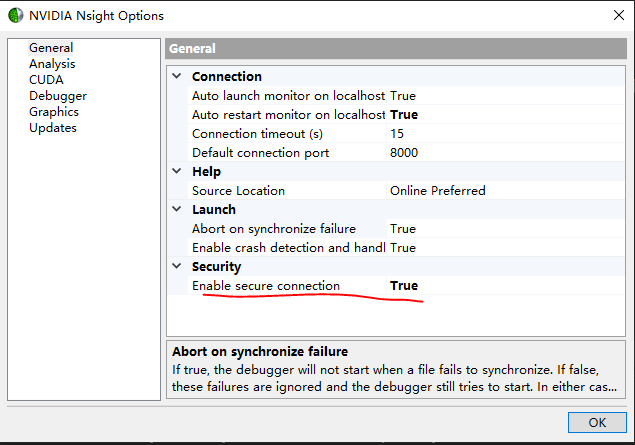 NVIDIA Nsight Options
General
Analysis
CUDA
Debugger
Graphics
Updates
General
Connection
Auto launch monitor on localhost True
Auto restart monitor on localhost True
Connection timeout (s) 15
Default connection port 8000
Help
Source Location Online Preferred
Launch
Abort on synchronize failure True
Enable crash detection and handl True
Security
Enable secure connection True
Abort on synchronize failure
If true, the debugger will not start when a file fails to synchronize. If false,
these failures are ignored and the debugger still tries to start. In either cas...
OK